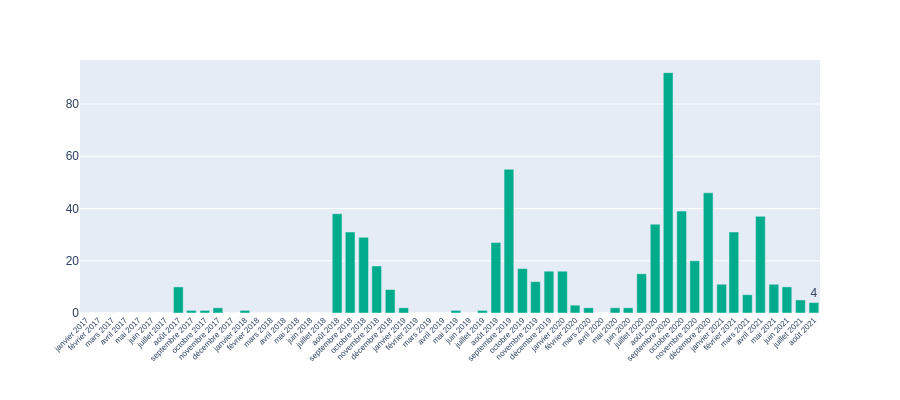 80
60
40
20
0
4
janvier 2017
février 2017
mars 2017
avril 2017
mai 2017
juin 2017
juillet 2017
août 2017
septembre 2017
octobre 2017
novembre 2017
décembre 2017
janvier 2018
février 2018
mars 2018
avril 2018
mai 2018
juin 2018
juillet 2018
août 2018
septembre 2018
octobre 2018
novembre 2018
décembre 2018
janvier 2019
février 2019
mars 2019
avril 2019
mai 2019
juin 2019
juillet 2019
août 2019
septembre 2019
octobre 2019
novembre 2019
décembre 2019
janvier 2020
février 2020
mars 2020
avril 2020
mai 2020
juin 2020
juillet 2020
août 2020
septembre 2020
octobre 2020
novembre 2020
décembre 2020
janvier 2021
février 2021
mars 2021
avril 2021
mai 2021
juin 2021
juillet 2021
août 2021